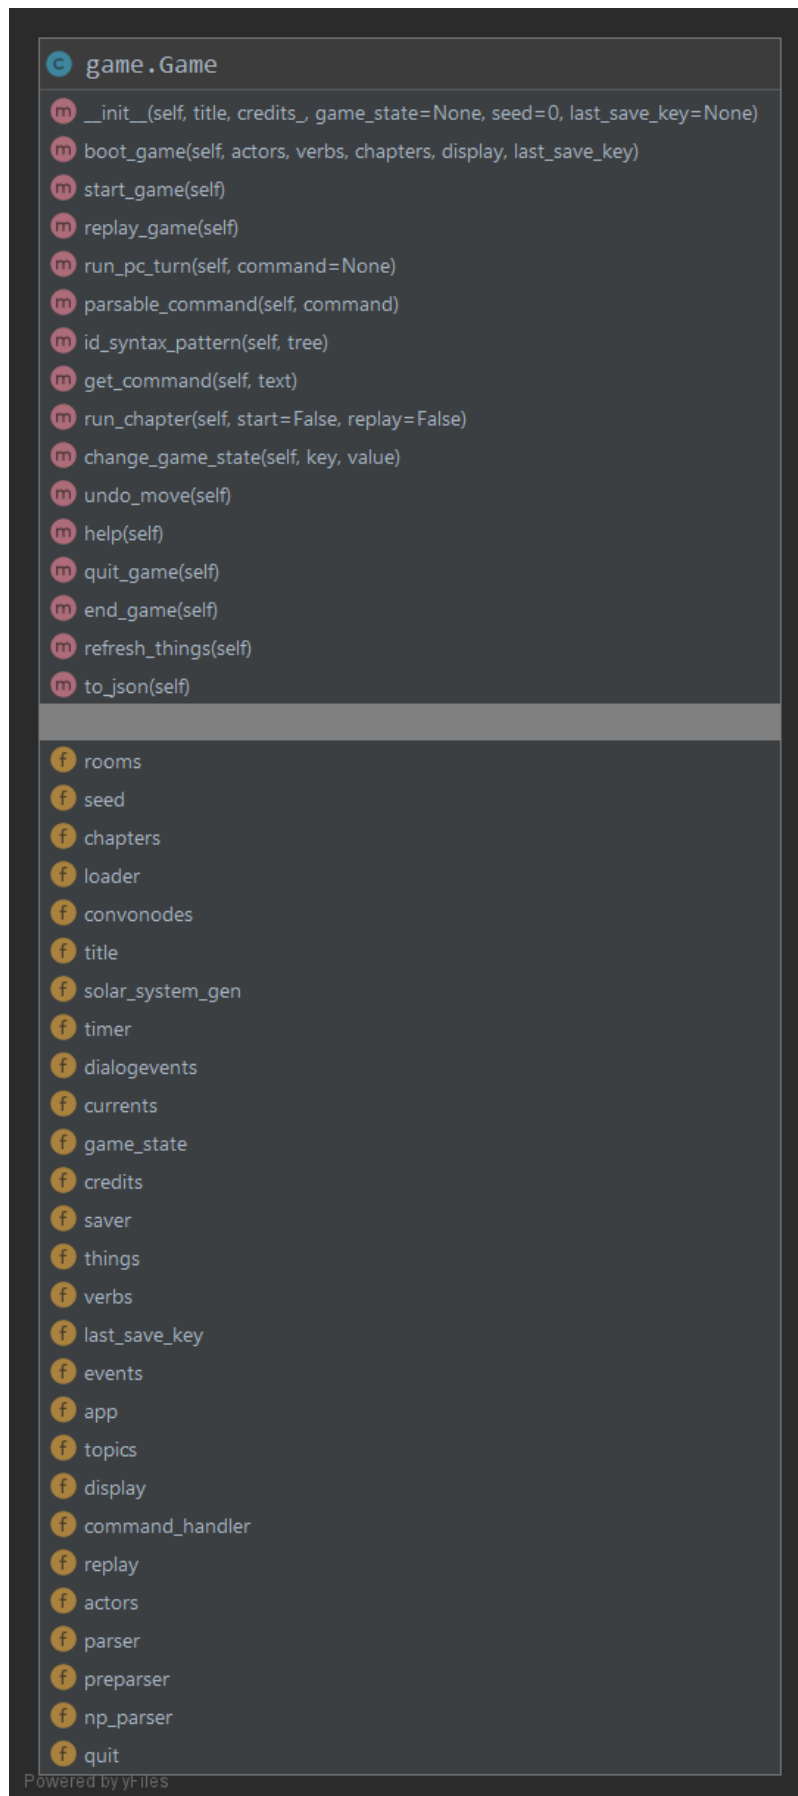 C game.Game
m __init__(self, title, credits_, game_state=None, seed=0, last_save_key=None)
m boot_game(self, actors, verbs, chapters, display, last_save_key)
m start_game(self)
m replay_game(self)
m run_pc_turn(self, command=None)
m parsable_command(self, command)
m id_syntax_pattern(self, tree)
m get_command(self, text)
m run_chapter(self, start=False, replay=False)
m change_game_state(self, key, value)
m undo_move(self)
m help(self)
m quit_game(self)
m end_game(self)
m refresh_things(self)
m to_json(self)
f rooms
f seed
f chapters
f loader
f convonodes
f title
f solar_system_gen
f timer
f dialogevents
f currents
f game_state
f credits
f saver
f things
f verbs
f last_save_key
f events
f app
f topics
f display
f command_handler
f replay
f actors
f parser
f preparser
f np_parser
f quit
Powered by yFiles